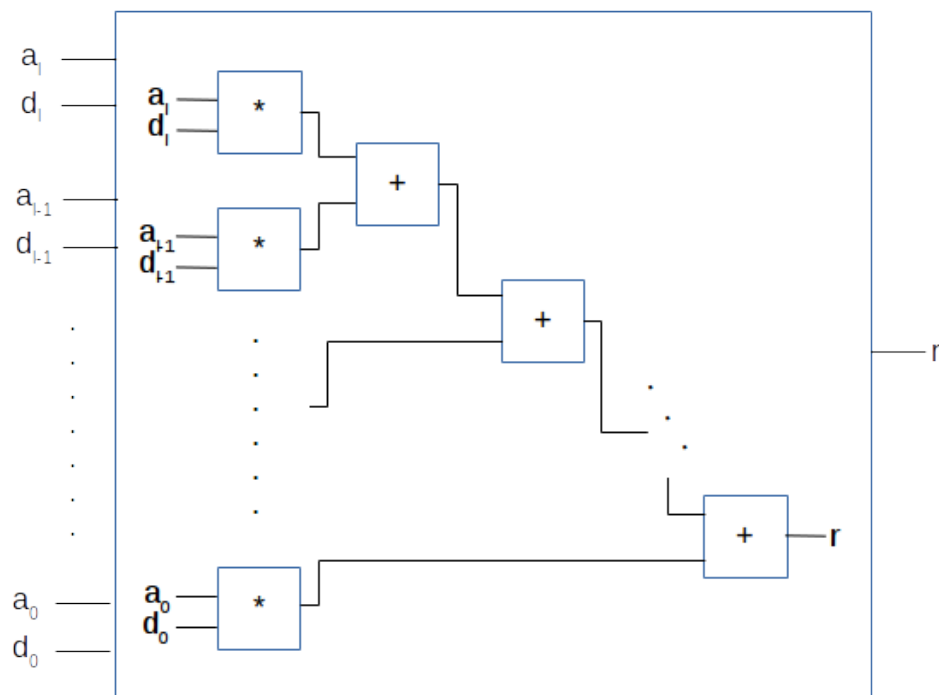 a_l
d_l
a_l
d_l
*
+
a_l-1
d_l-1
a_l-1
d_l-1
*
+
r
+
r
a_0
d_0
a_0
d_0
*